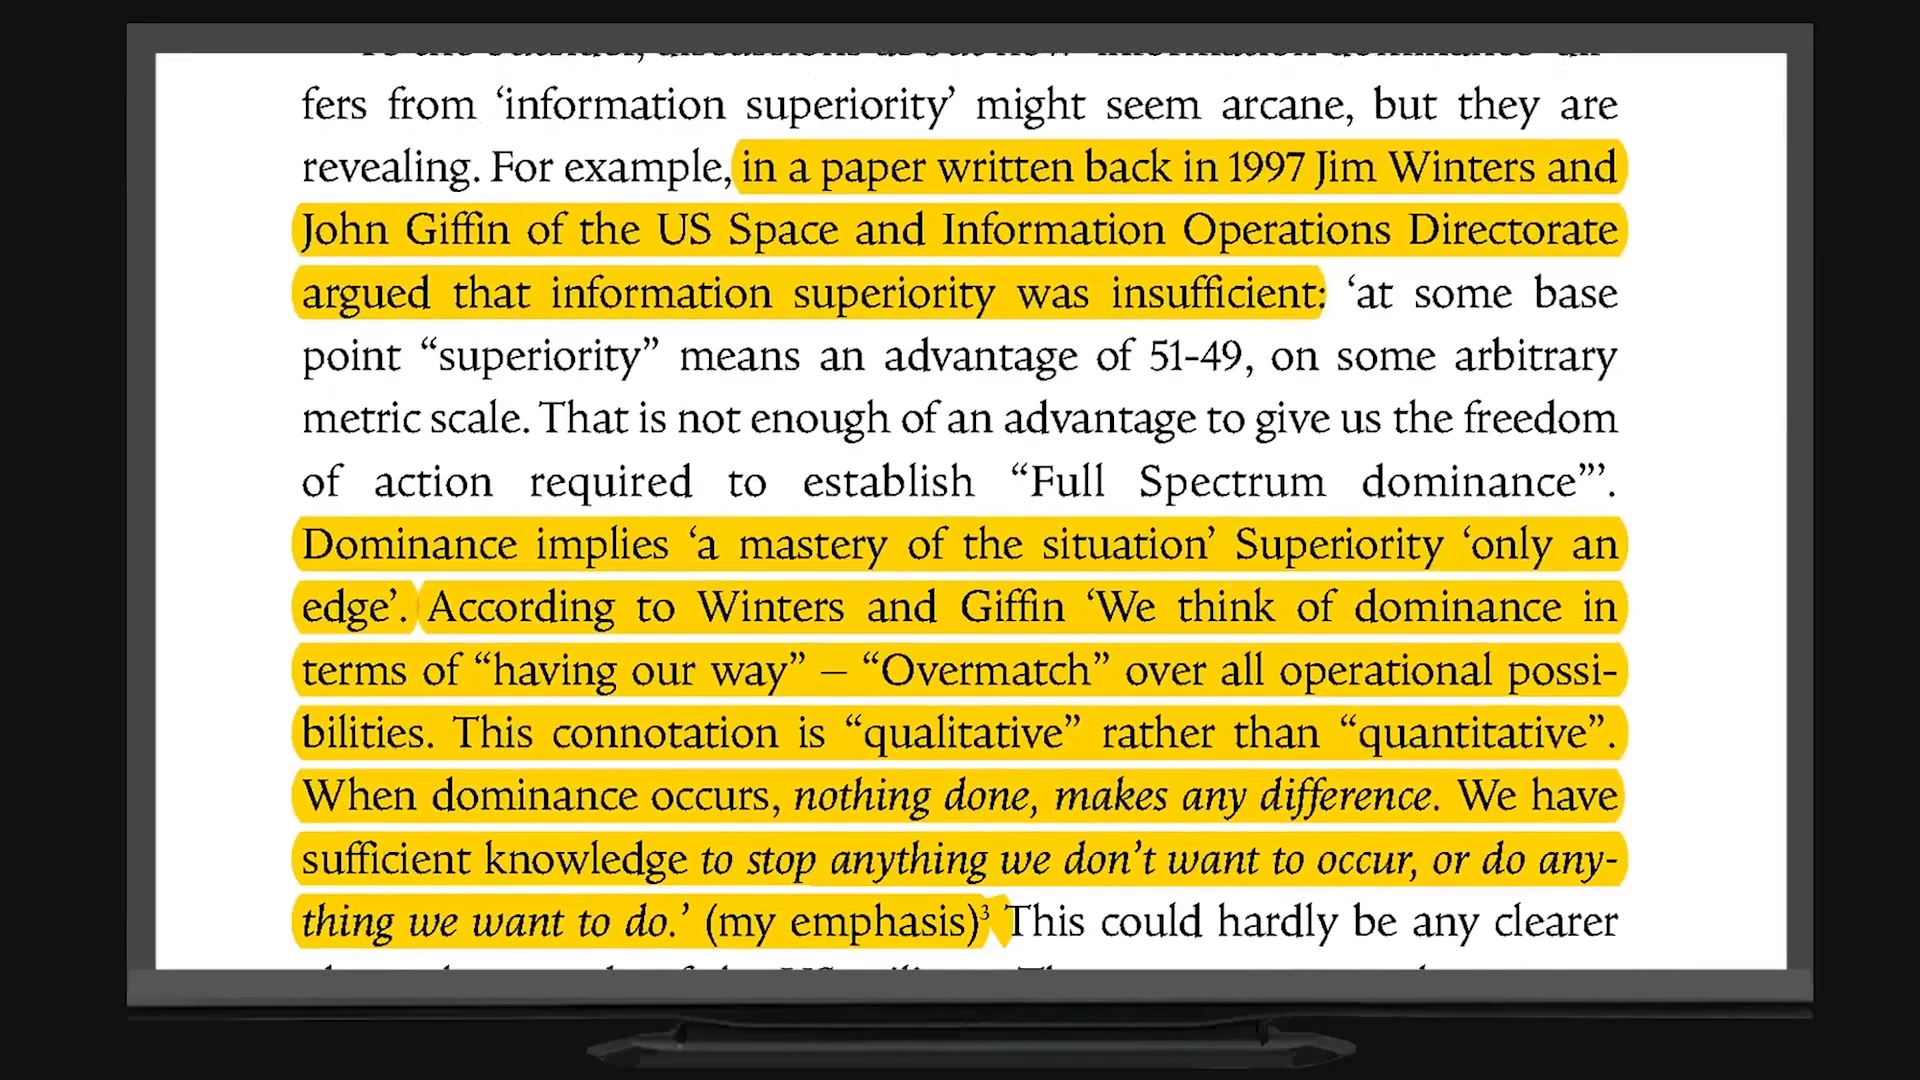 fers from ‘information superiority’ might seem arcane, but they are
revealing. For example, in a paper written back in 1997 Jim Winters and
John Giffin of the US Space and Information Operations Directorate
argued that information superiority was insufficient: ‘at some base
point “superiority” means an advantage of 51-49, on some arbitrary
metric scale. That is not enough of an advantage to give us the freedom
of action required to establish “Full Spectrum dominance”’.
Dominance implies ‘a mastery of the situation’ Superiority ‘only an
edge’. According to Winters and Giffin ‘We think of dominance in
terms of “having our way” – “Overmatch” over all operational possi-
bilities. This connotation is “qualitative” rather than “quantitative”.
When dominance occurs, nothing done, makes any difference. We have
sufficient knowledge to stop anything we don’t want to occur, or do any-
thing we want to do.’ (my emphasis)³ This could hardly be any clearer